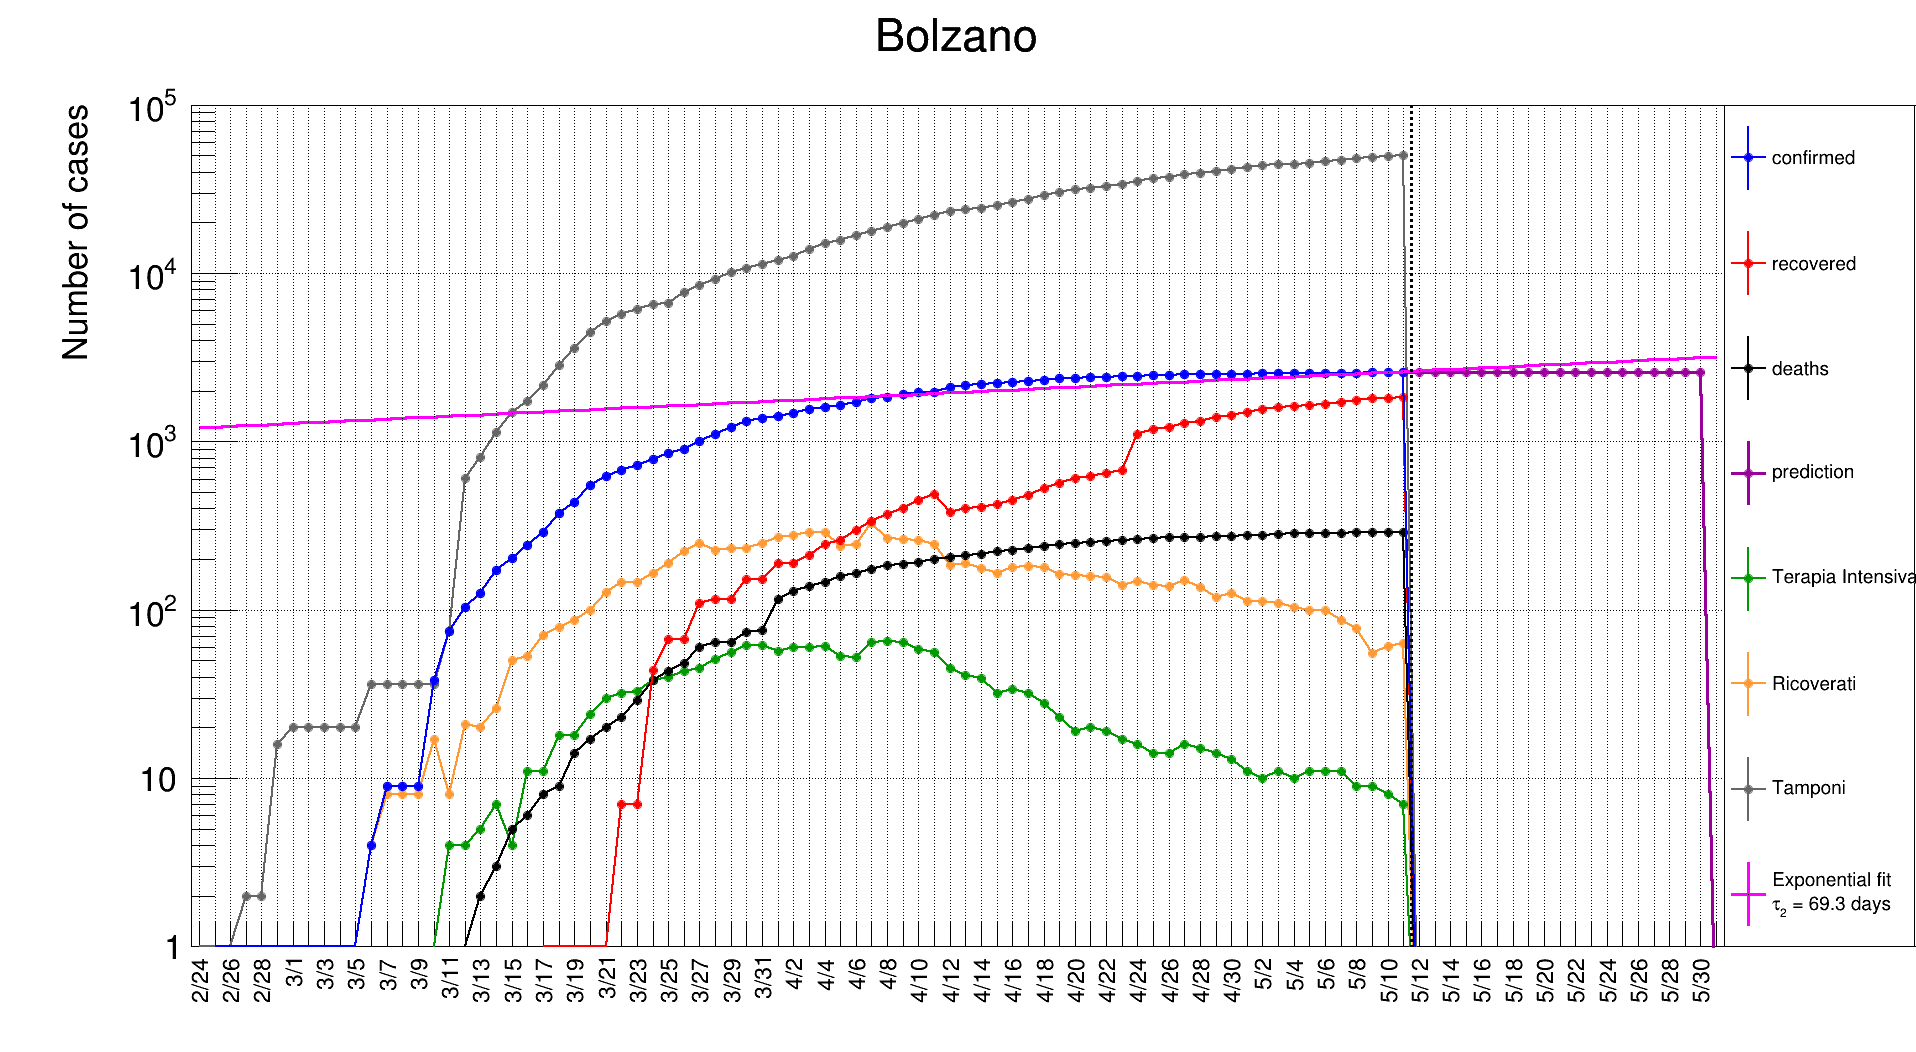 Bolzano
Number of cases
10^5
10^4
10^3
10^2
10
1
2/24 2/26 2/28 3/1 3/3 3/5 3/7 3/9 3/11 3/13 3/15 3/17 3/19 3/21 3/23 3/25 3/27 3/29 3/31 4/2 4/4 4/6 4/8 4/10 4/12 4/14 4/16 4/18 4/20 4/22 4/24 4/26 4/28 4/30 5/2 5/4 5/6 5/8 5/10 5/12 5/14 5/16 5/18 5/20 5/22 5/24 5/26 5/28 5/30
confirmed
recovered
deaths
prediction
Terapia Intensiva
Ricoverati
Tamponi
Exponential fit
τ_2 = 69.3 days